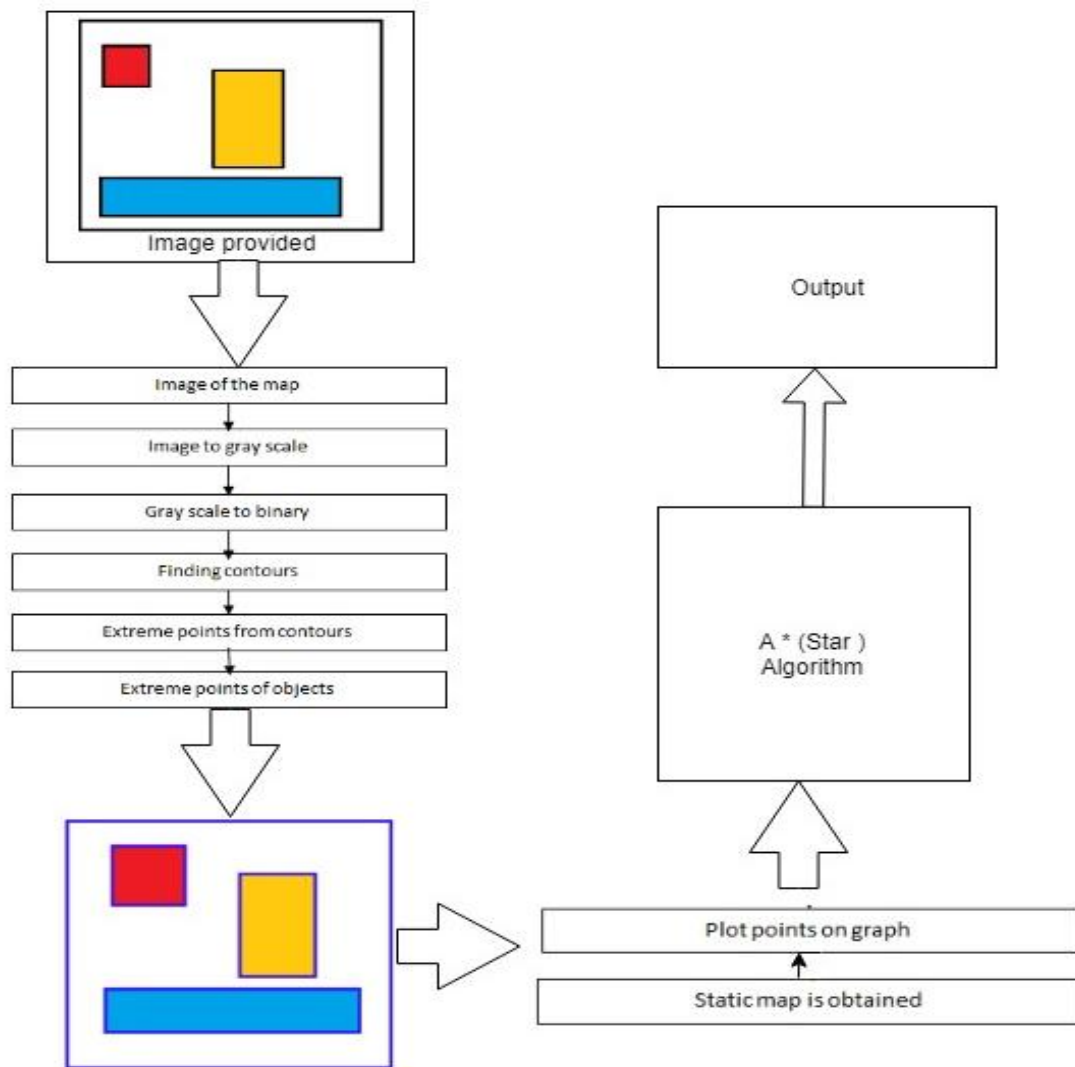 Image provided
Image of the map
Image to gray scale
Gray scale to binary
Finding contours
Extreme points from contours
Extreme points of objects
Static map is obtained
Plot points on graph
A * (Star )
Algorithm
Output